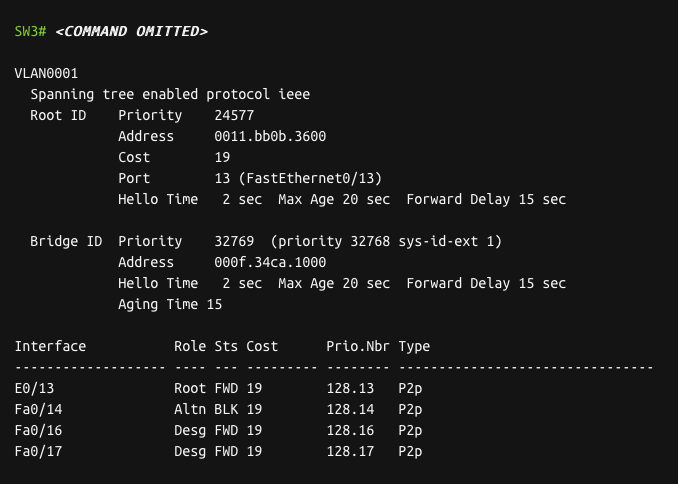 SW3# <COMMAND OMITTED>
VLAN0001
  Spanning tree enabled protocol ieee
  Root ID    Priority    24577
             Address     0011.bb0b.3600
             Cost        19
             Port        13 (FastEthernet0/13)
             Hello Time   2 sec  Max Age 20 sec  Forward Delay 15 sec
  Bridge ID  Priority    32769  (priority 32768 sys-id-ext 1)
             Address     000f.34ca.1000
             Hello Time   2 sec  Max Age 20 sec  Forward Delay 15 sec
             Aging Time 15
Interface           Role Sts Cost      Prio.Nbr Type
------------------- ---- --- --------- -------- --------------------------------
E0/13               Root FWD 19        128.13   P2p
Fa0/14              Altn BLK 19        128.14   P2p
Fa0/16              Desg FWD 19        128.16   P2p
Fa0/17              Desg FWD 19        128.17   P2p